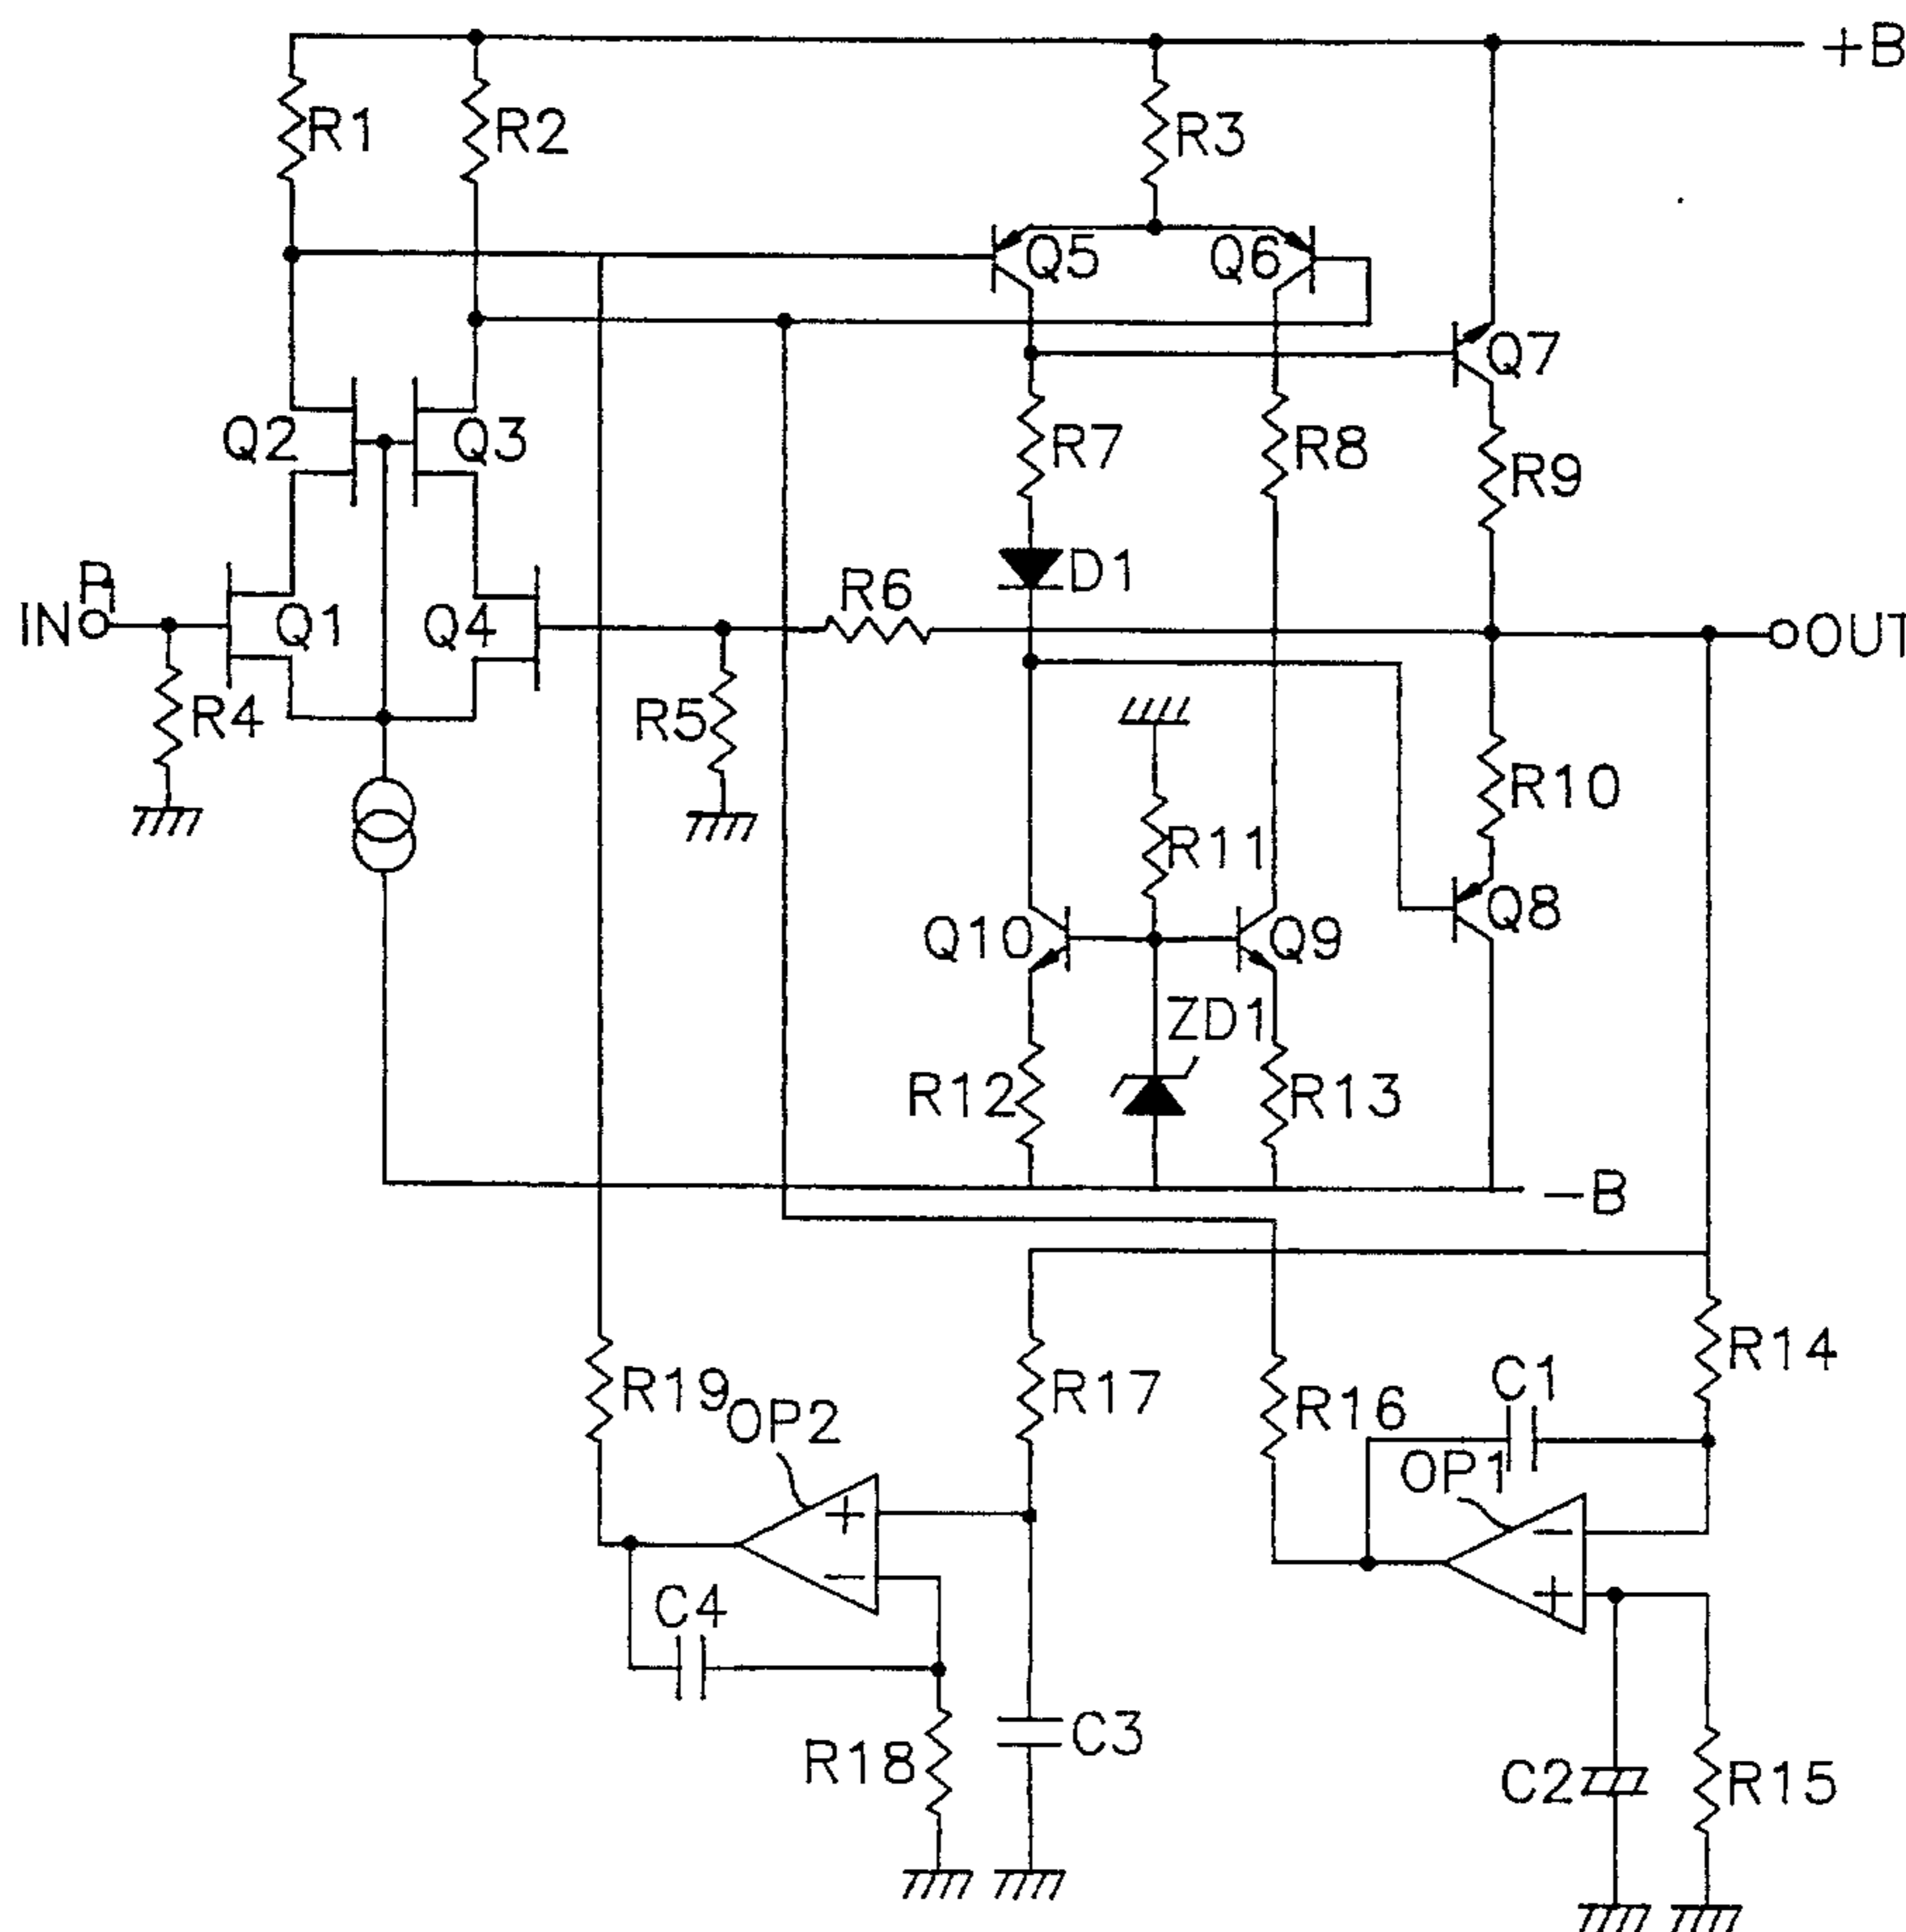 +B
R1
R2
R3
Q5
Q6
Q7
Q2
Q3
R7
R8
R9
D1
IN
P1
Q1
Q4
R6
OUT
R4
R5
R10
R11
Q10
Q9
Q8
ZD1
R12
R13
-B
R14
R19
OP2
R17
R16
C1
OP1
+
-
-
+
C4
R18
C3
C2
R15